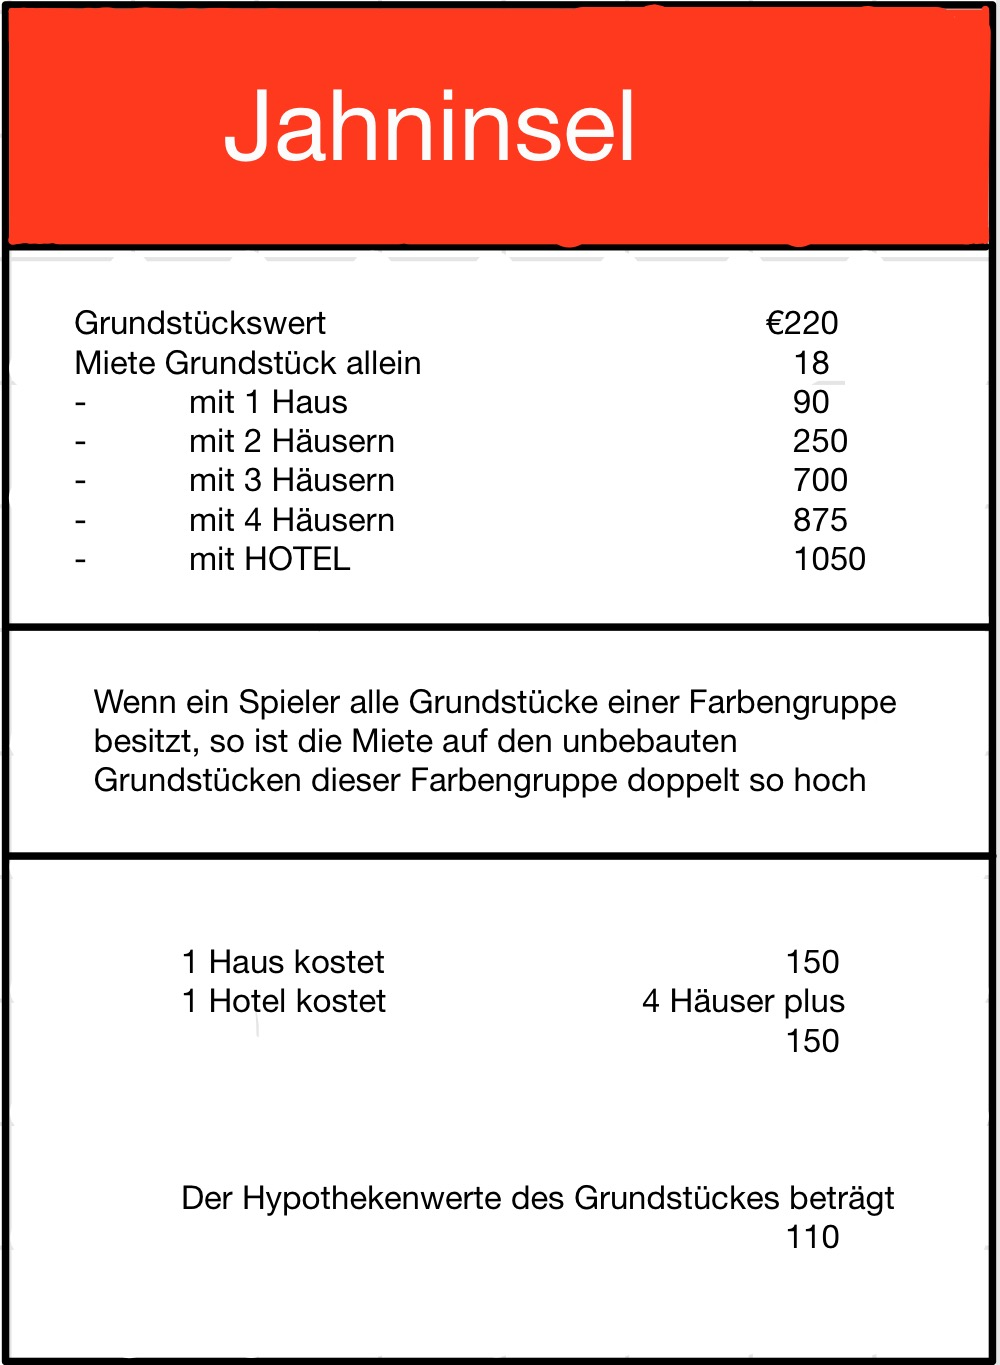 Jahninsel
Grundstückswert €220
Miete Grundstück allein 18
- mit 1 Haus 90
- mit 2 Häusern 250
- mit 3 Häusern 700
- mit 4 Häusern 875
- mit HOTEL 1050
Wenn ein Spieler alle Grundstücke einer Farbengruppe
besitzt, so ist die Miete auf den unbebauten
Grundstücken dieser Farbengruppe doppelt so hoch
1 Haus kostet 150
1 Hotel kostet 4 Häuser plus
150
Der Hypothekenwerte des Grundstückes beträgt
110